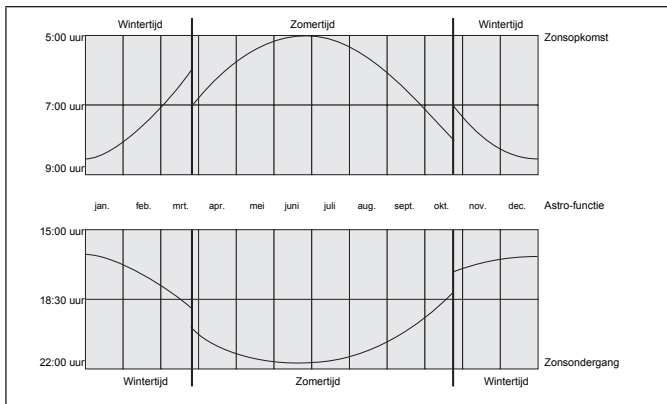 Wintertijd Zomertijd Wintertijd
5:00 uur Zonsopkomst
7:00 uur
9:00 uur
jan. feb. mrt. apr. mei juni juli aug. sept. okt. nov. dec. Astro-functie
15:00 uur
18:30 uur
22:00 uur Zonsondergang
Wintertijd Zomertijd Wintertijd